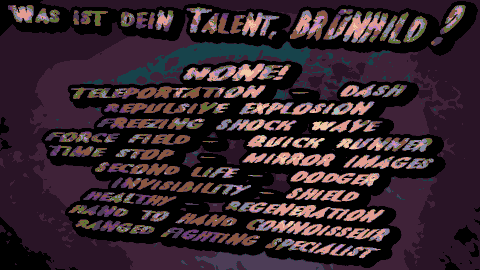 Was ist dein Talent, Brünhild?
NONE!
TELEPORTATION - DASH
REPULSIVE EXPLOSION
FREEZING SHOCK WAVE
FORCE FIELD - QUICK RUNNER
TIME STOP - MIRROR IMAGES
SECOND LIFE - DODGER
INVISIBILITY - SHIELD
HEALTHY - REGENERATION
HAND TO HAND CONNOISSEUR
RANGED FIGHTING SPECIALIST